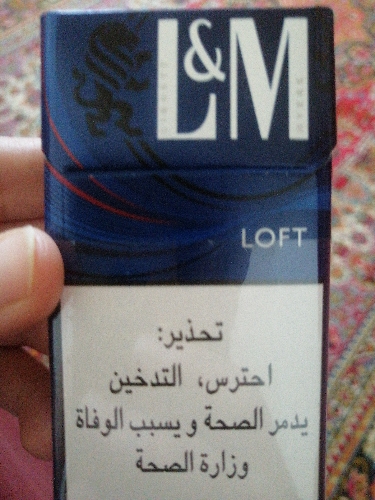 L&M
LOFT
تحذير:
احترس، التدخين
يدمر الصحة ويسبب الوفاة
وزارة الصحة